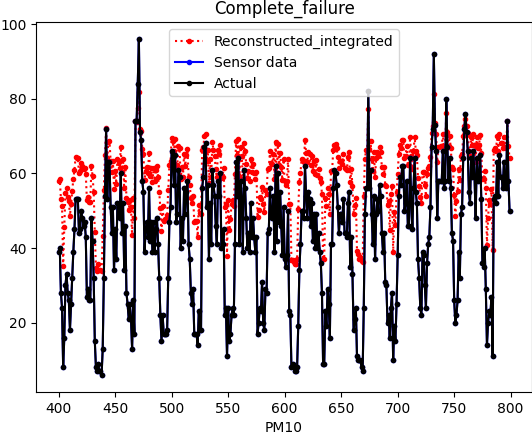 Complete_failure
Reconstructed_integrated
Sensor data
Actual
100
80
60
40
20
400 450 500 550 600 650 700 750 800
PM10